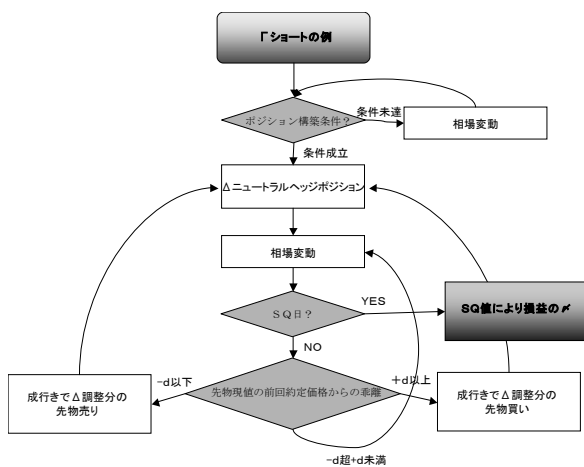 Γショートの例
ポジション構築条件？
条件未達
相場変動
条件成立
Δニュートラルヘッジポジション
相場変動
ＳＱ日？
YES
SQ値により損益の〆
NO
-d以下
先物現値の前回約定価格からの乖離
+d以上
成行きでΔ調整分の
先物売り
成行きでΔ調整分の
先物買い
-d超+d未満